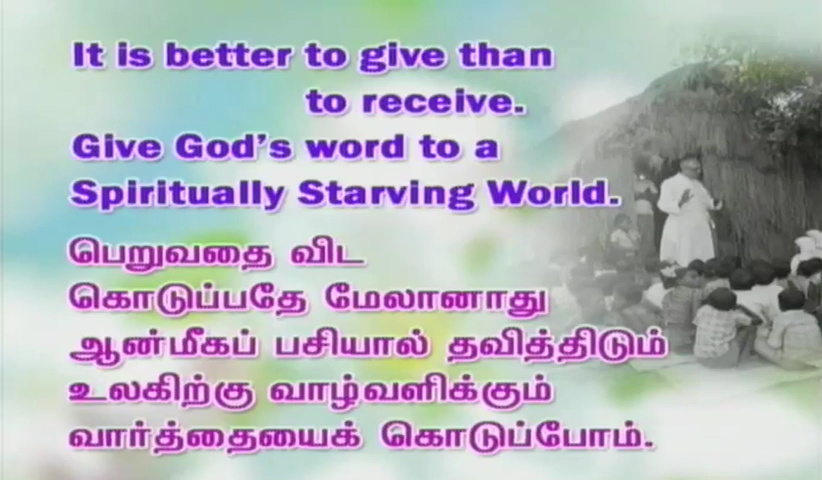 It is better to give than
to receive.
Give God's word to a
Spiritually Starving World.
பெறுவதை விட
கொடுப்பதே மேலானாது
ஆன்மீகப் பசியால் தவித்திடும்
உலகிற்கு வாழ்வளிக்கும்
வார்த்தையைக் கொடுப்போம்.